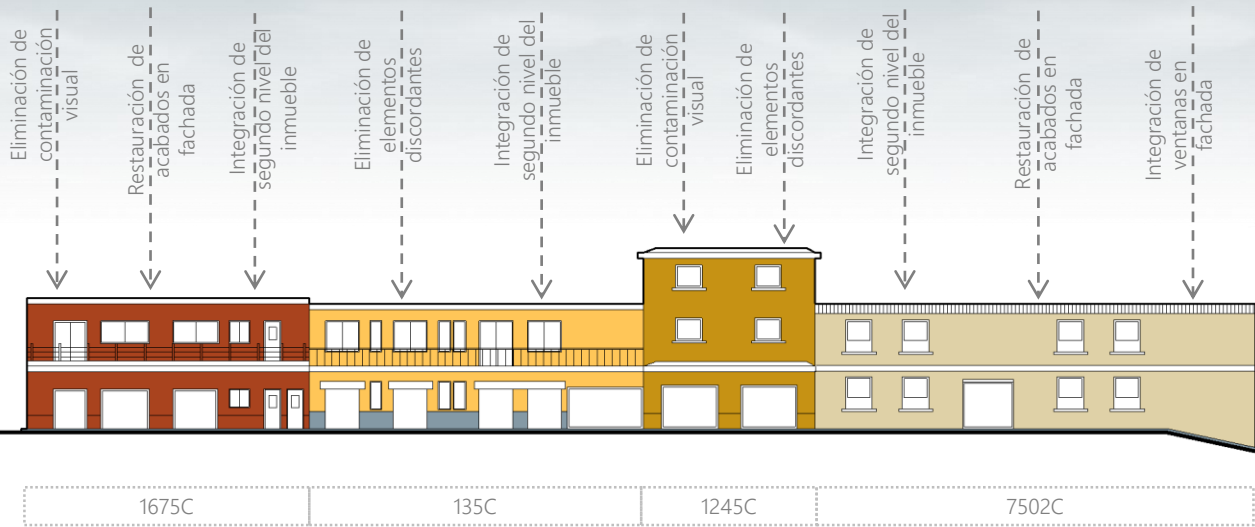 Eliminación de
contaminación
visual
Restauración de
acabados en
fachada
Integración de
segundo nivel del
inmueble
Eliminación de
elementos
discordantes
Integración de
segundo nivel del
inmueble
Eliminación de
contaminación
visual
Eliminación de
elementos
discordantes
Integración de
segundo nivel del
inmueble
Restauración de
acabados en
fachada
Integración de
ventanas en
fachada
1675C
135C
1245C
7502C